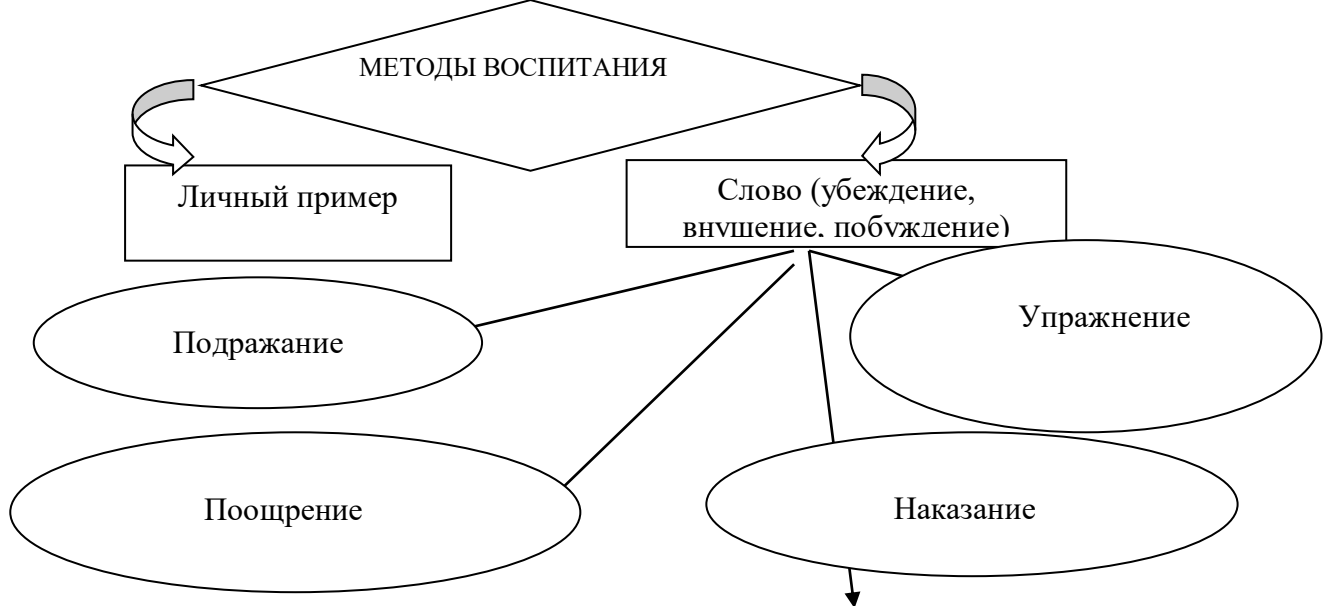 МЕТОДЫ ВОСПИТАНИЯ
Личный пример
Слово (убеждение,
внушение, побуждение)
Подражание
Упражнение
Поощрение
Наказание